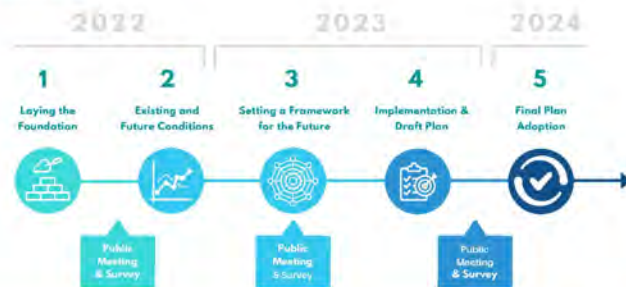 2022 2023 2024
1 2 3 4 5
Laying the Existing and Setting a Framework Implementation & Final Plan
Foundation Future Conditions for the Future Draft Plan Adoption
Public Public Public
Meeting Meeting Meeting
& Survey & Survey & Survey